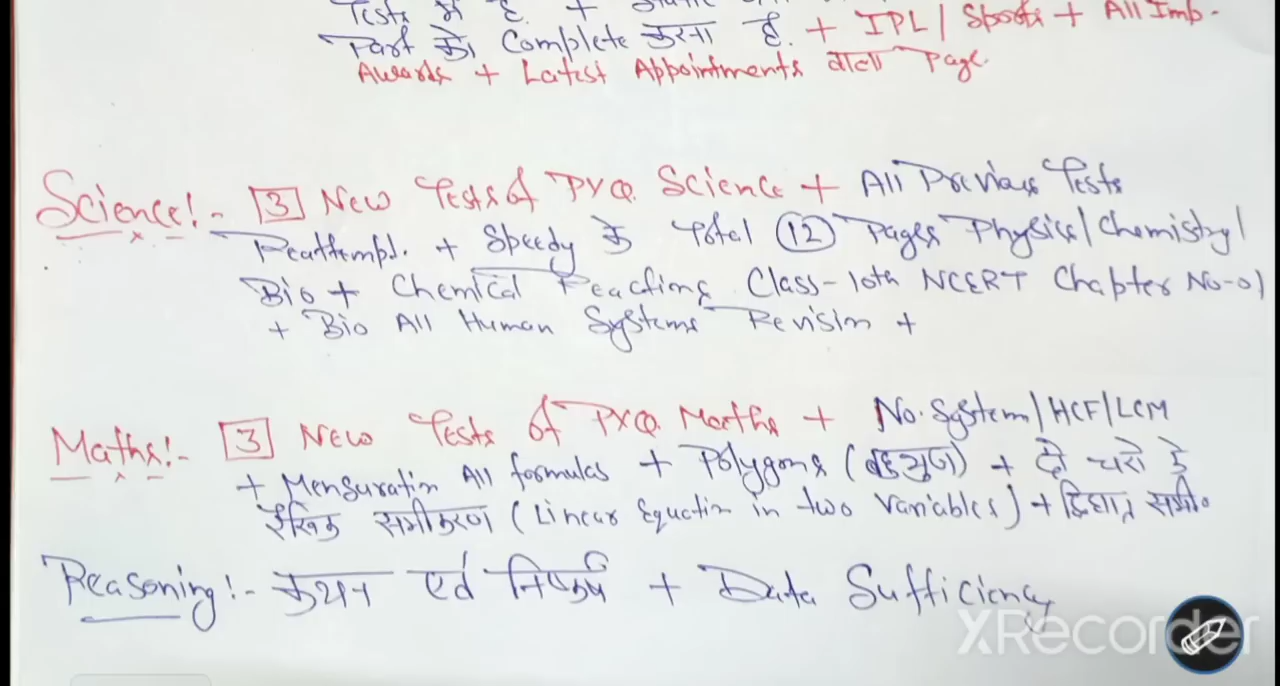 Tests में है. +
Part को Complete करना है. + IPL / Sports + All Imp.
Awards + Latest Appointments वाला Page.
Science!- 3 New Tests of PYQ Science + All Previous Tests
Reattempt. + Speedy के Total 12 Pages Physics/Chemistry/
Bio + Chemical Reactions Class-10th NCERT Chapter No-01
+ Bio All Human Systems Revision +
Maths!- 3 New Tests of PYQ Maths + No. System/HCF/LCM
+ Mensuration All formulas + Polygons (बहुभुज) + दो चरों के
रैखिक समीकरण (Linear Equation in two Variables) + द्विघात समी०
Reasoning!- कथन एवं निष्कर्ष + Data Sufficiency
XRecorder